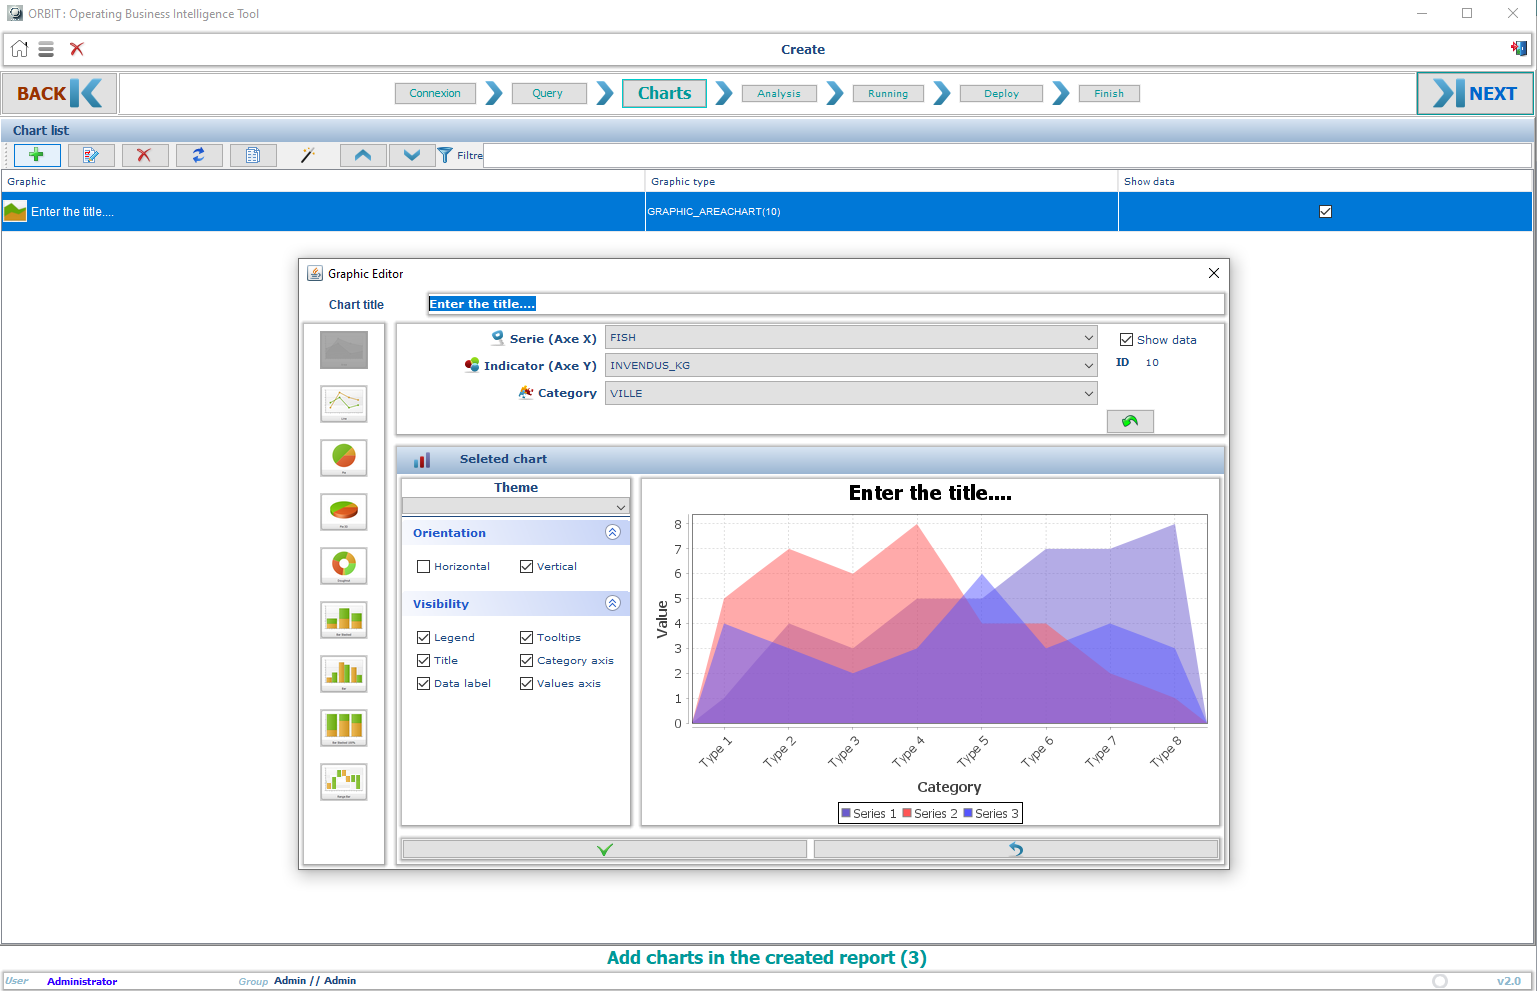 ORBIT : Operating Business Intelligence Tool
Create
BACK
Connexion
Query
Charts
Analysis
Running
Deploy
Finish
NEXT
Chart list
Filtre
Graphic
Graphic type
Show data
Enter the title....
GRAPHIC_AREACHART(10)
Graphic Editor
Chart title
Enter the title....
Serie (Axe X)
FISH
Show data
Indicator (Axe Y)
INVENDUS_KG
ID 10
Category
VILLE
Seleted chart
Theme
Orientation
Horizontal
Vertical
Visibility
Legend
Tooltips
Title
Category axis
Data label
Values axis
Enter the title....
Value
8
7
6
5
4
3
2
1
0
Type 1
Type 2
Type 3
Type 4
Type 5
Type 6
Type 7
Type 8
Category
Series 1
Series 2
Series 3
Add charts in the created report (3)
User Administrator
Group Admin // Admin
v2.0